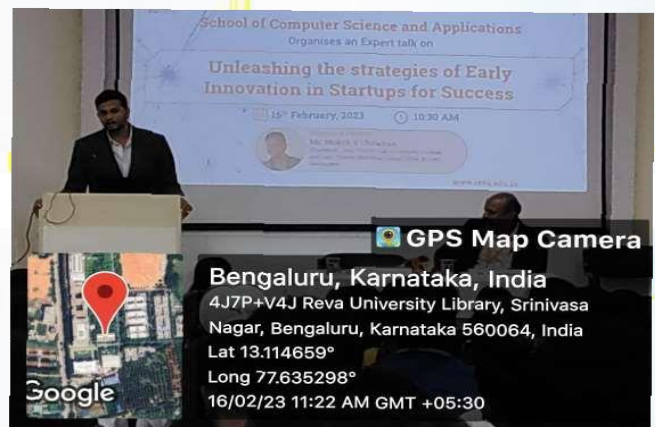 School of Computer Science and Applications
Organises an Expert talk on
Unleashing the strategies of Early
Innovation in Startups for Success
16th February, 2023 10:30 AM
GPS Map Camera
Bengaluru, Karnataka, India
4J7P+V4J Reva University Library, Srinivasa
Nagar, Bengaluru, Karnataka 560064, India
Lat 13.114659°
Long 77.635298°
16/02/23 11:22 AM GMT +05:30
Google